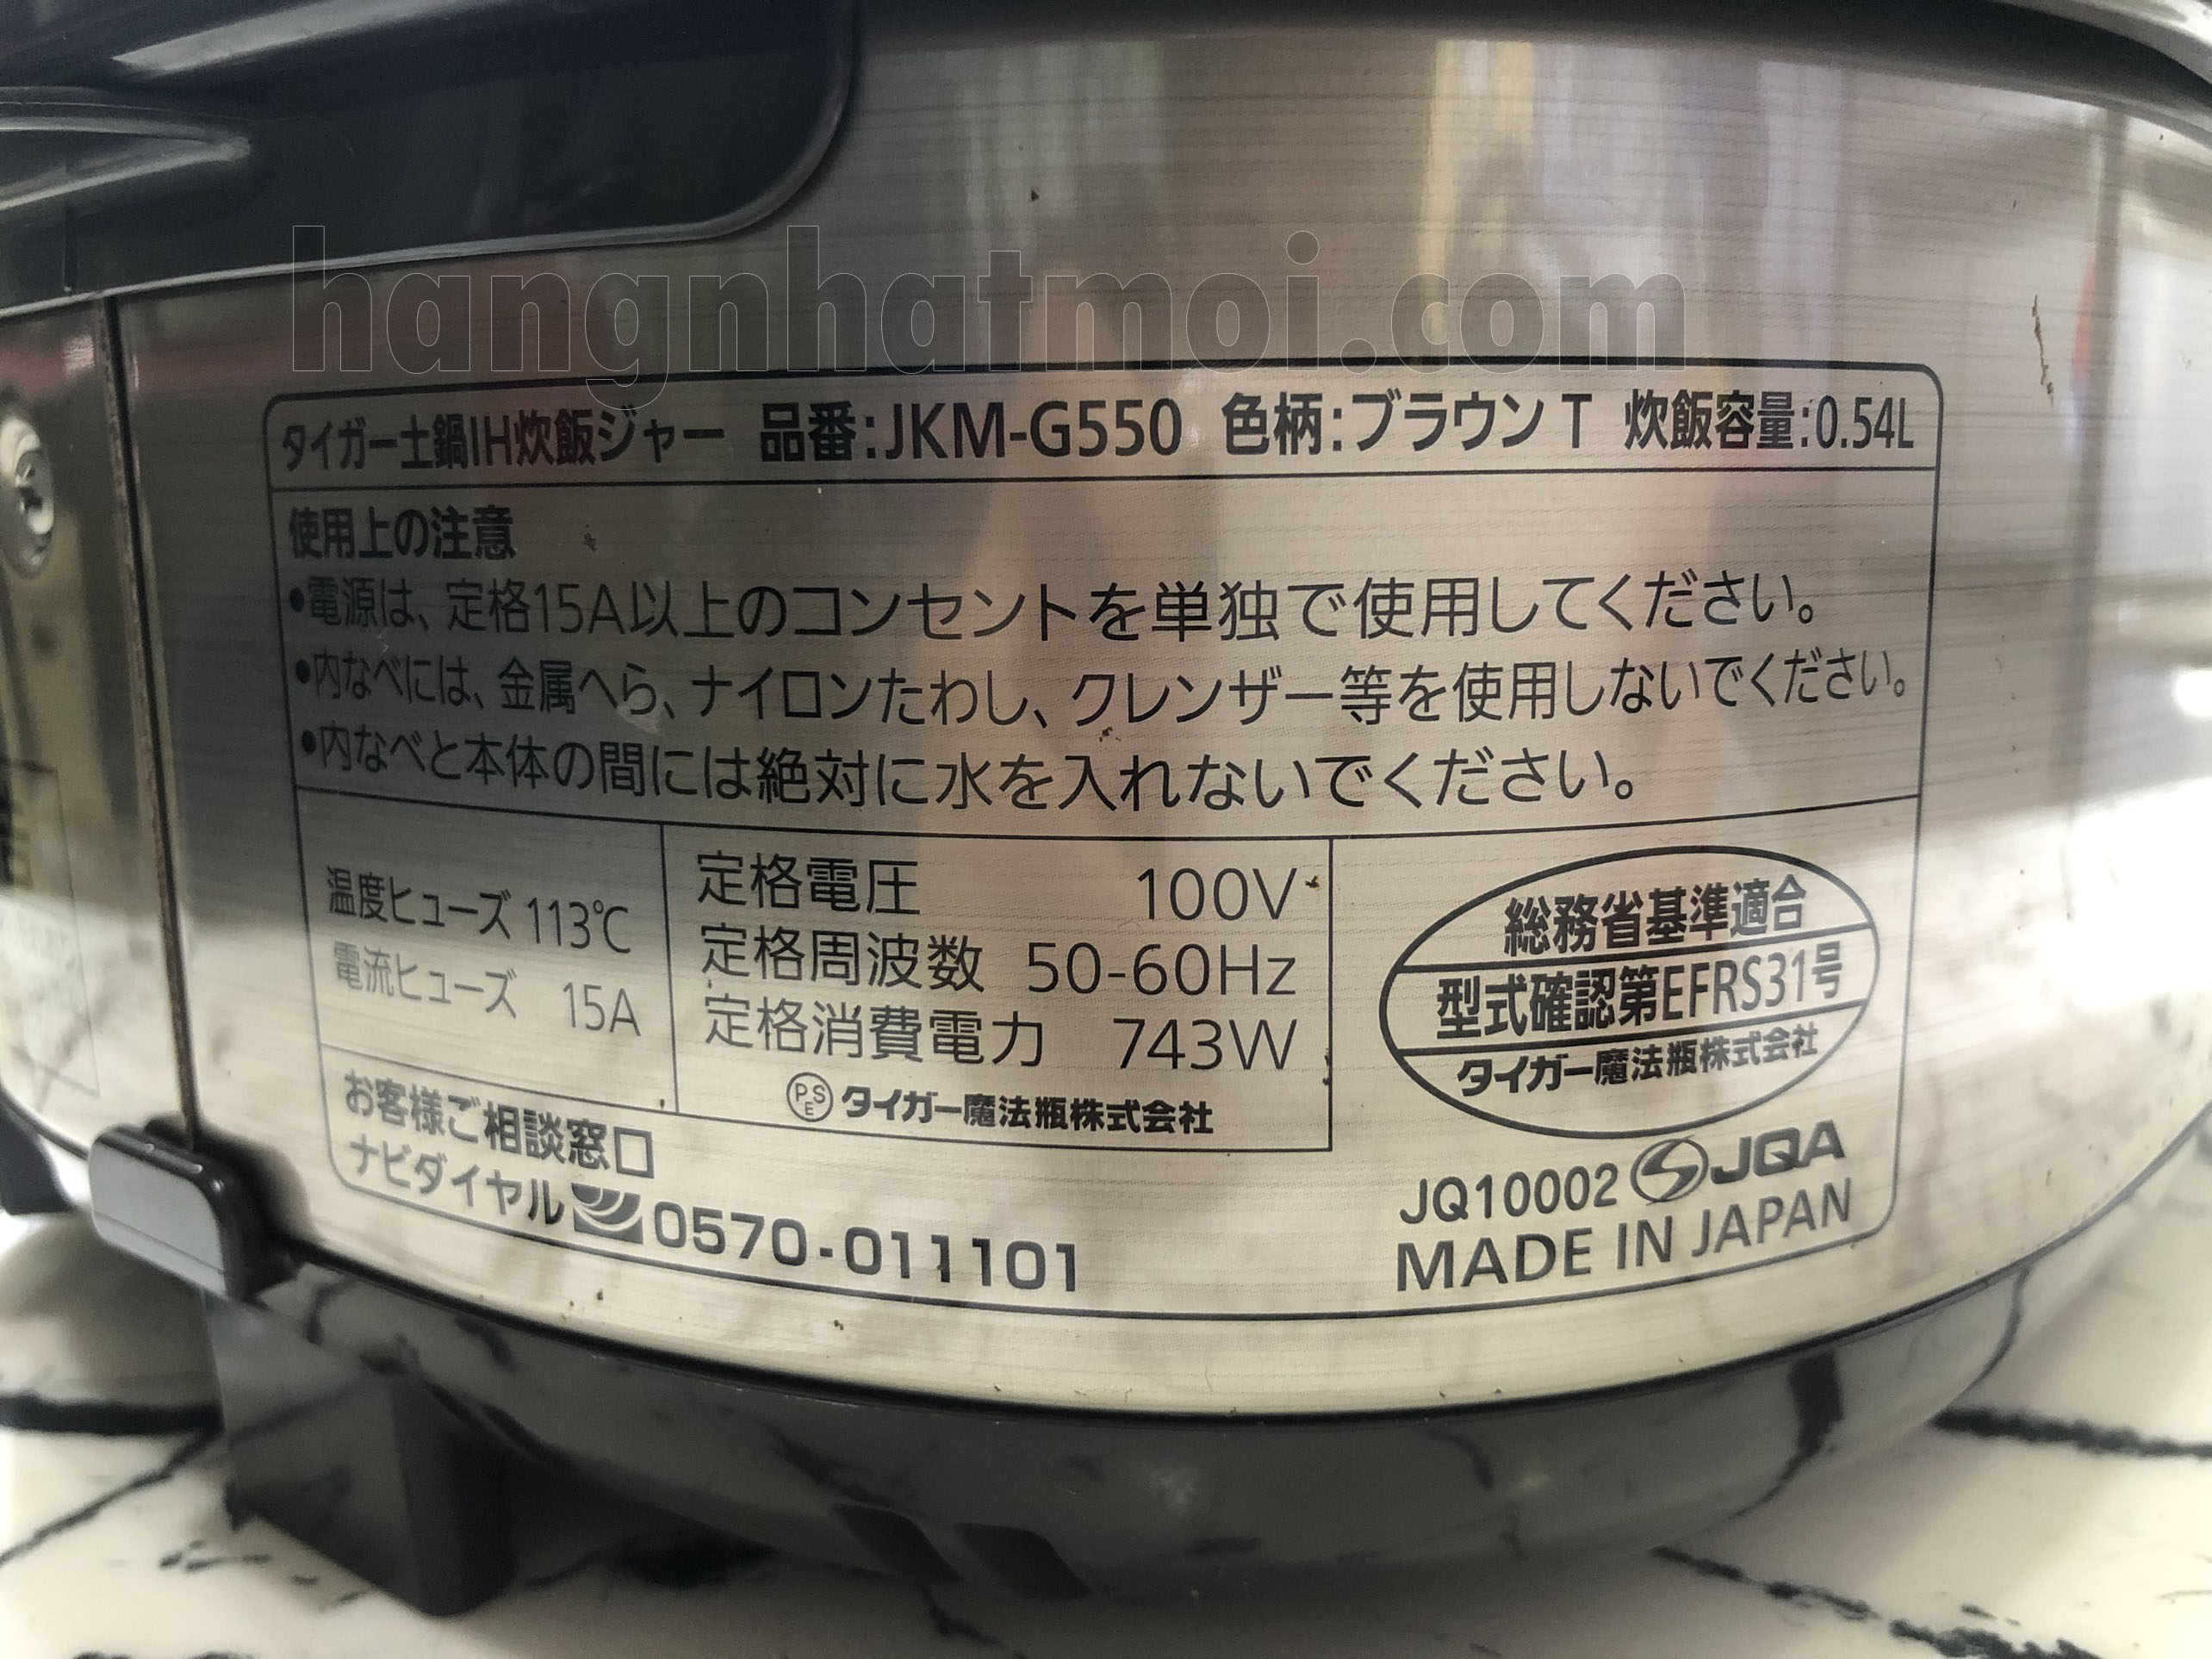 hangnhatmoi.com
タイガー土鍋IH炊飯ジャー 品番:JKM-G550 色柄:ブラウンT 炊飯容量:0.54L
使用上の注意
•電源は、定格15A以上のコンセントを単独で使用してください。
•内なべには、金属へら、ナイロンたわし、クレンザー等を使用しないでください。
•内なべと本体の間には絶対に水を入れないでください。
温度ヒューズ 113℃
電流ヒューズ 15A
定格電圧 100V
定格周波数 50-60Hz
定格消費電力 743W
PSE タイガー魔法瓶株式会社
総務省基準適合
型式確認第EFRS31号
タイガー魔法瓶株式会社
お客様ご相談窓口
ナビダイヤル 0570-011101
JQ10002 JQA
MADE IN JAPAN